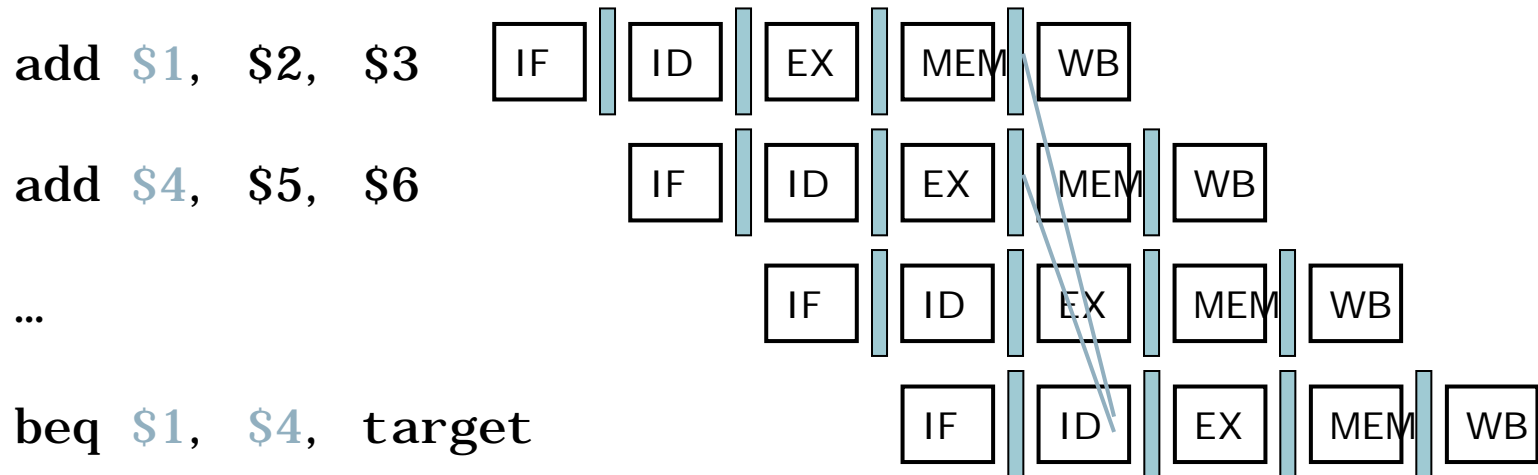 add $1, $2, $3 IF ID EX MEM WB
add $4, $5, $6 IF ID EX MEM WB
… IF ID EX MEM WB
beq $1, $4, target IF ID EX MEM WB